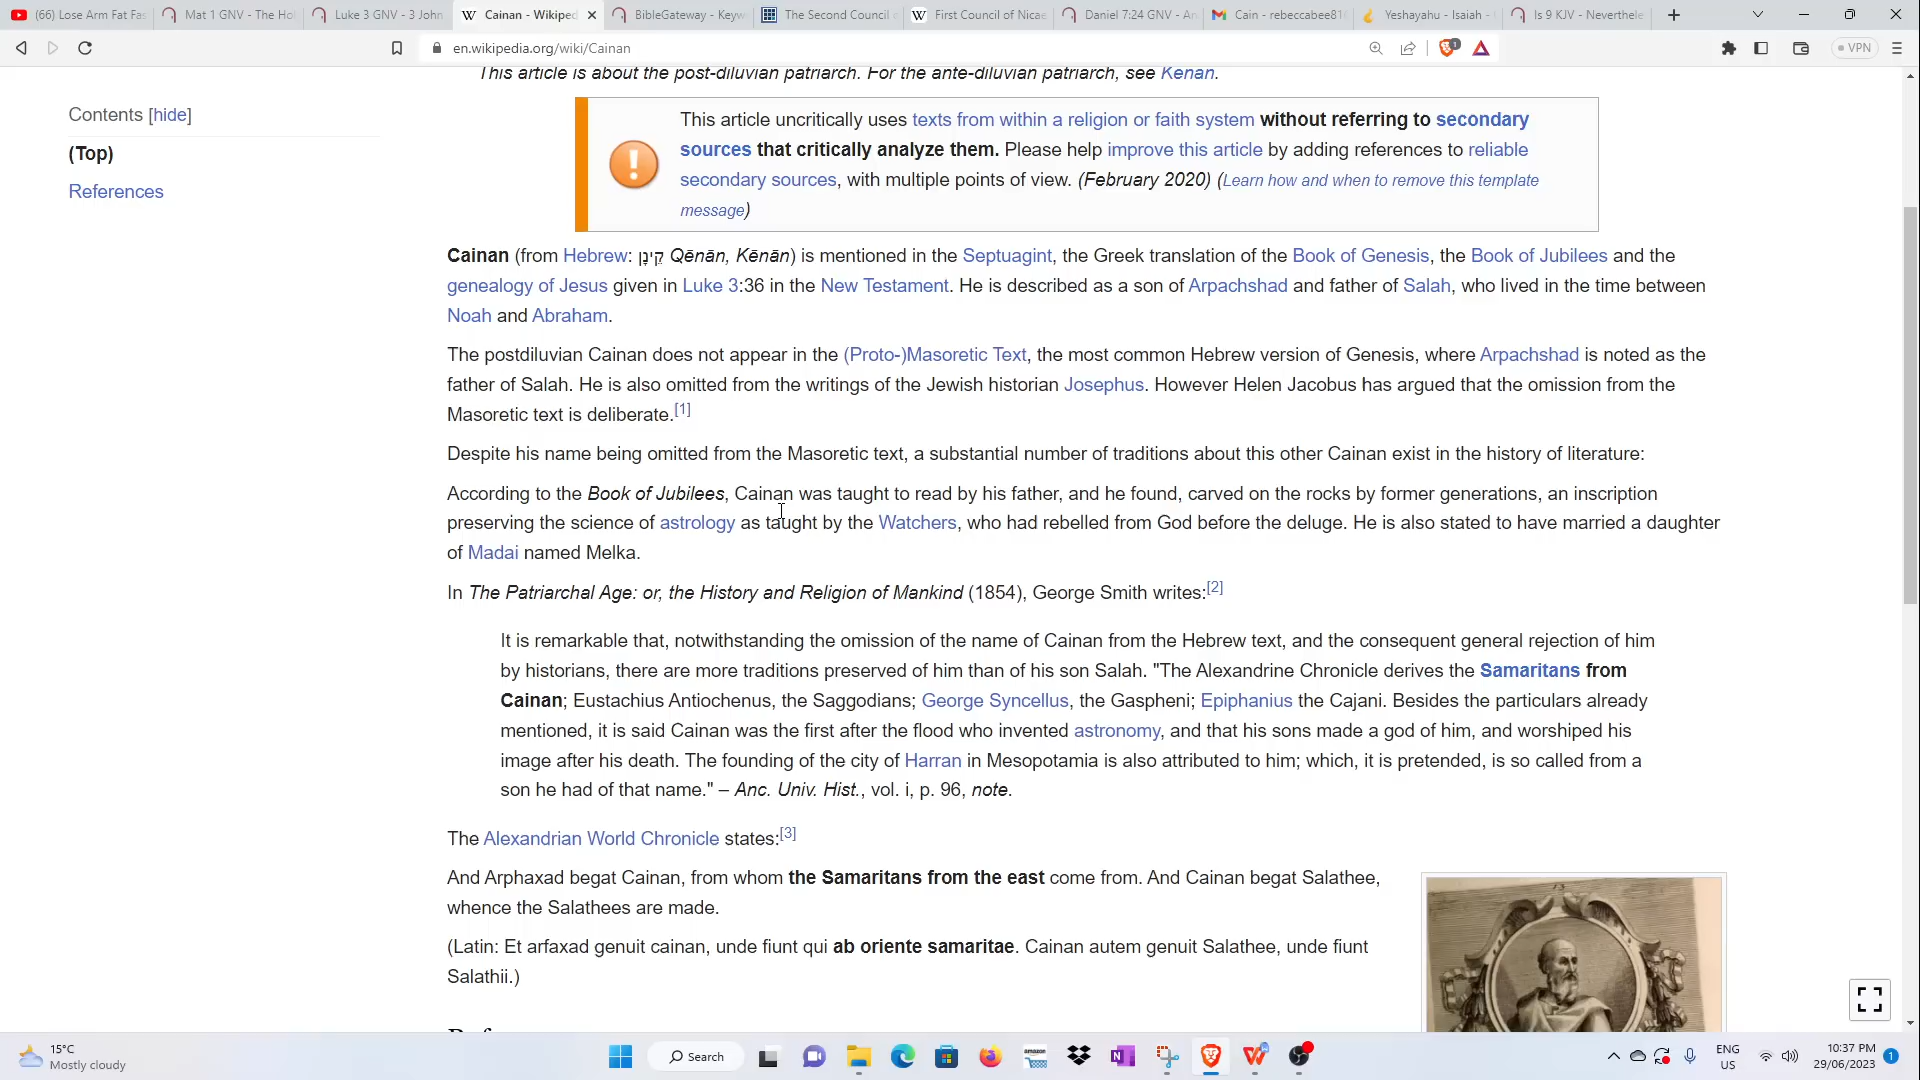 (66) Lose Arm Fat Fas
Mat 1 GNV - The Hol
Luke 3 GNV - 3 John
Cainan - Wikiped
BibleGateway - Keyw
The Second Council o
First Council of Nicae
Daniel 7:24 GNV - An
Cain - rebeccabee81
Yeshayahu - Isaiah -
Is 9 KJV - Neverthele
en.wikipedia.org/wiki/Cainan
VPN
This article is about the post-diluvian patriarch. For the ante-diluvian patriarch, see Kenan.
Contents [hide]
(Top)
References
This article uncritically uses texts from within a religion or faith system without referring to secondary
sources that critically analyze them. Please help improve this article by adding references to reliable
secondary sources, with multiple points of view. (February 2020) (Learn how and when to remove this template
message)
Cainan (from Hebrew: קֵינָן Qēnān, Kēnān) is mentioned in the Septuagint, the Greek translation of the Book of Genesis, the Book of Jubilees and the
genealogy of Jesus given in Luke 3:36 in the New Testament. He is described as a son of Arpachshad and father of Salah, who lived in the time between
Noah and Abraham.
The postdiluvian Cainan does not appear in the (Proto-)Masoretic Text, the most common Hebrew version of Genesis, where Arpachshad is noted as the
father of Salah. He is also omitted from the writings of the Jewish historian Josephus. However Helen Jacobus has argued that the omission from the
Masoretic text is deliberate.[1]
Despite his name being omitted from the Masoretic text, a substantial number of traditions about this other Cainan exist in the history of literature:
According to the Book of Jubilees, Cainan was taught to read by his father, and he found, carved on the rocks by former generations, an inscription
preserving the science of astrology as taught by the Watchers, who had rebelled from God before the deluge. He is also stated to have married a daughter
of Madai named Melka.
In The Patriarchal Age: or, the History and Religion of Mankind (1854), George Smith writes:[2]
It is remarkable that, notwithstanding the omission of the name of Cainan from the Hebrew text, and the consequent general rejection of him
by historians, there are more traditions preserved of him than of his son Salah. "The Alexandrine Chronicle derives the Samaritans from
Cainan; Eustachius Antiochenus, the Saggodians; George Syncellus, the Gaspheni; Epiphanius the Cajani. Besides the particulars already
mentioned, it is said Cainan was the first after the flood who invented astronomy, and that his sons made a god of him, and worshiped his
image after his death. The founding of the city of Harran in Mesopotamia is also attributed to him; which, it is pretended, is so called from a
son he had of that name." – Anc. Univ. Hist., vol. i, p. 96, note.
The Alexandrian World Chronicle states:[3]
And Arphaxad begat Cainan, from whom the Samaritans from the east come from. And Cainan begat Salathee,
whence the Salathees are made.
(Latin: Et arfaxad genuit cainan, unde fiunt qui ab oriente samaritae. Cainan autem genuit Salathee, unde fiunt
Salathii.)
15°C
Mostly cloudy
Search
amazon
ENG
US
10:37 PM
29/06/2023
1